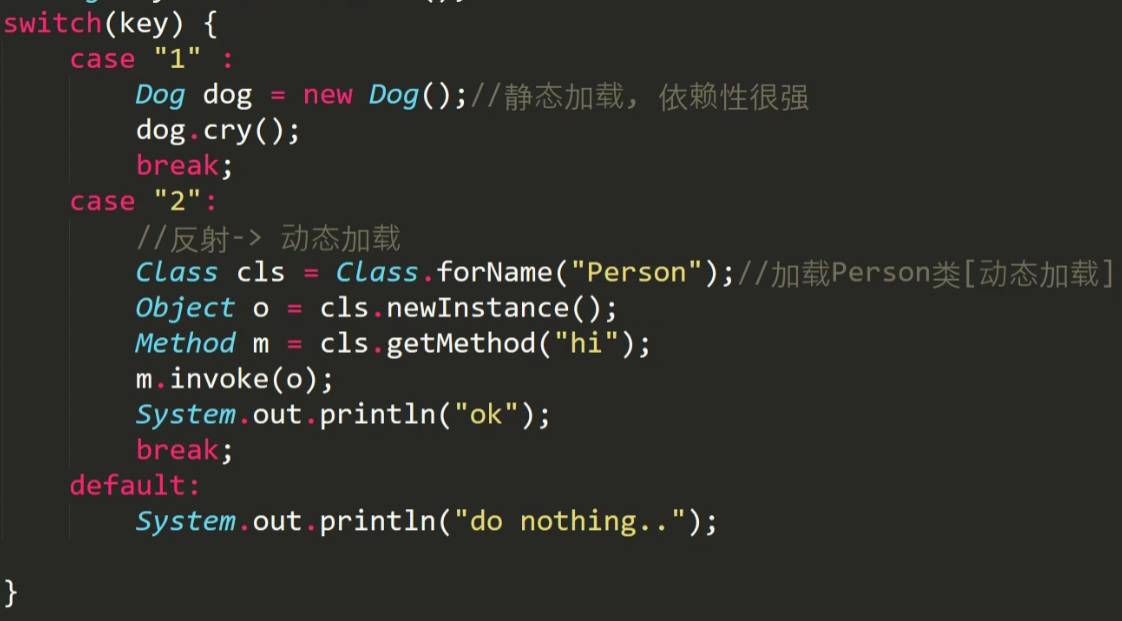 switch(key) {
case "1" :
Dog dog = new Dog();//静态加载, 依赖性很强
dog.cry();
break;
case "2":
//反射-> 动态加载
Class cls = Class.forName("Person");//加载Person类[动态加载]
Object o = cls.newInstance();
Method m = cls.getMethod("hi");
m.invoke(o);
System.out.println("ok");
break;
default:
System.out.println("do nothing..");
}